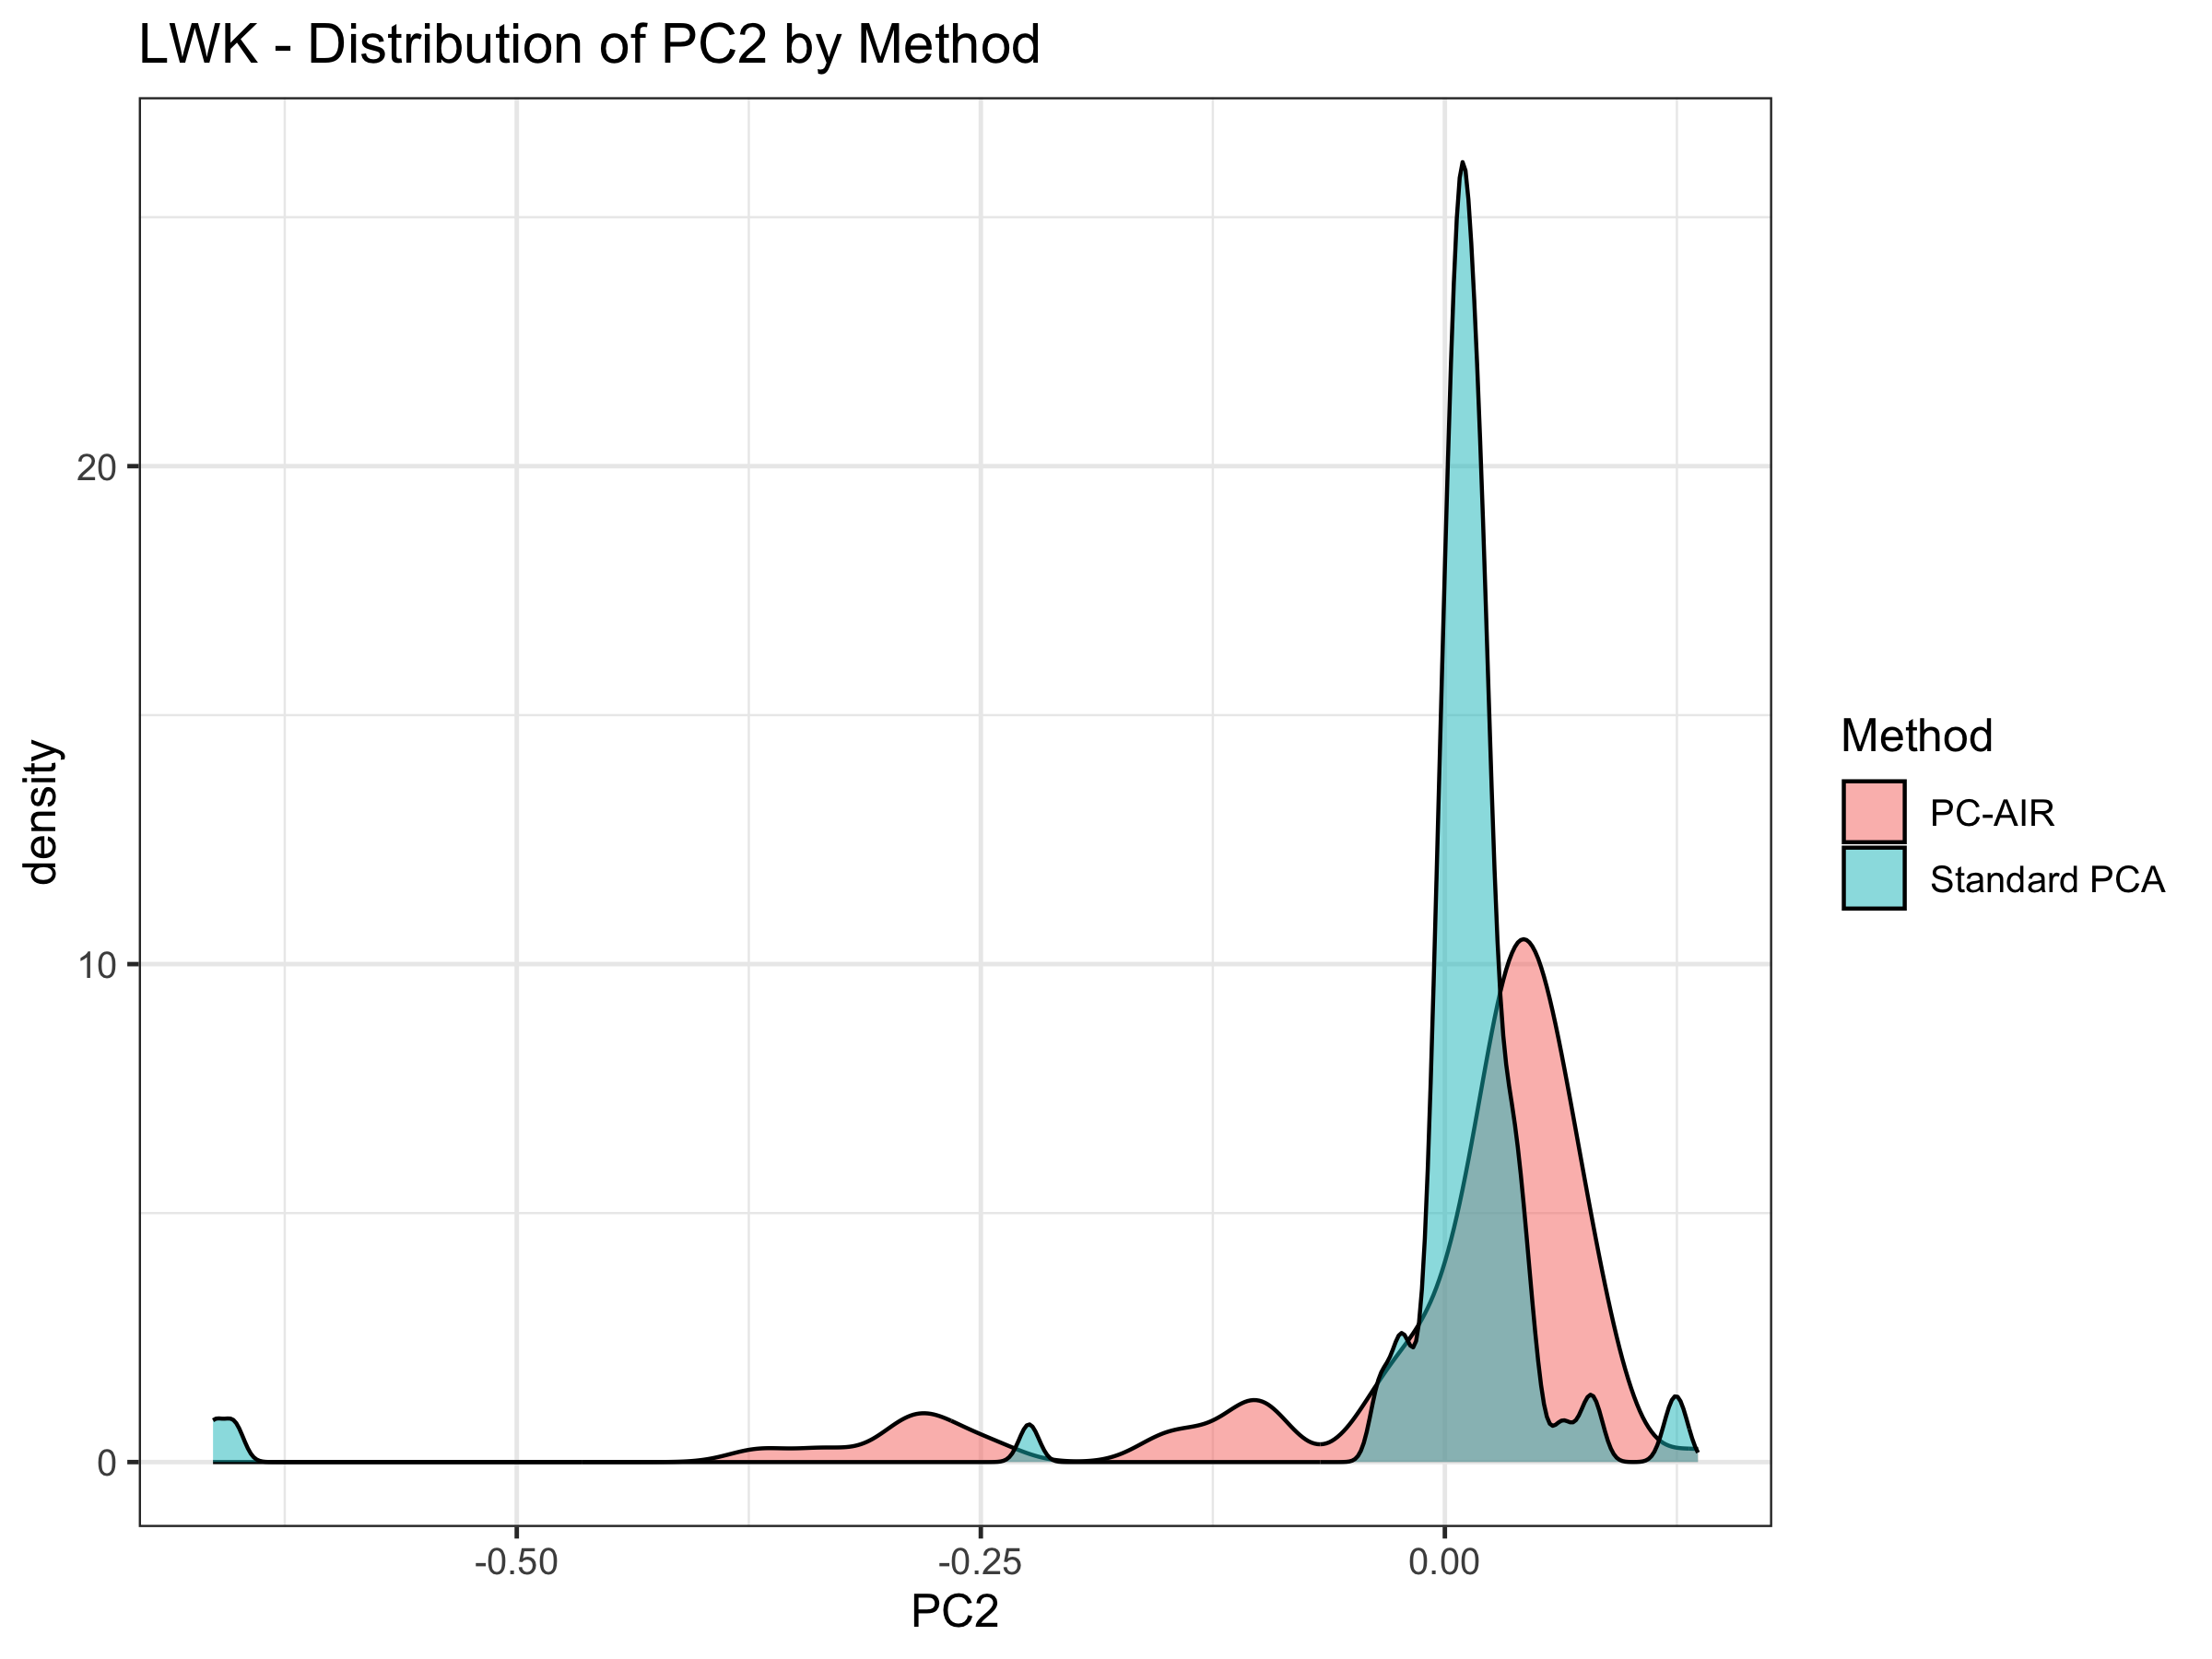 LWK - Distribution of PC2 by Method
20
10
0
density
-0.50
-0.25
0.00
PC2
Method
PC-AIR
Standard PCA